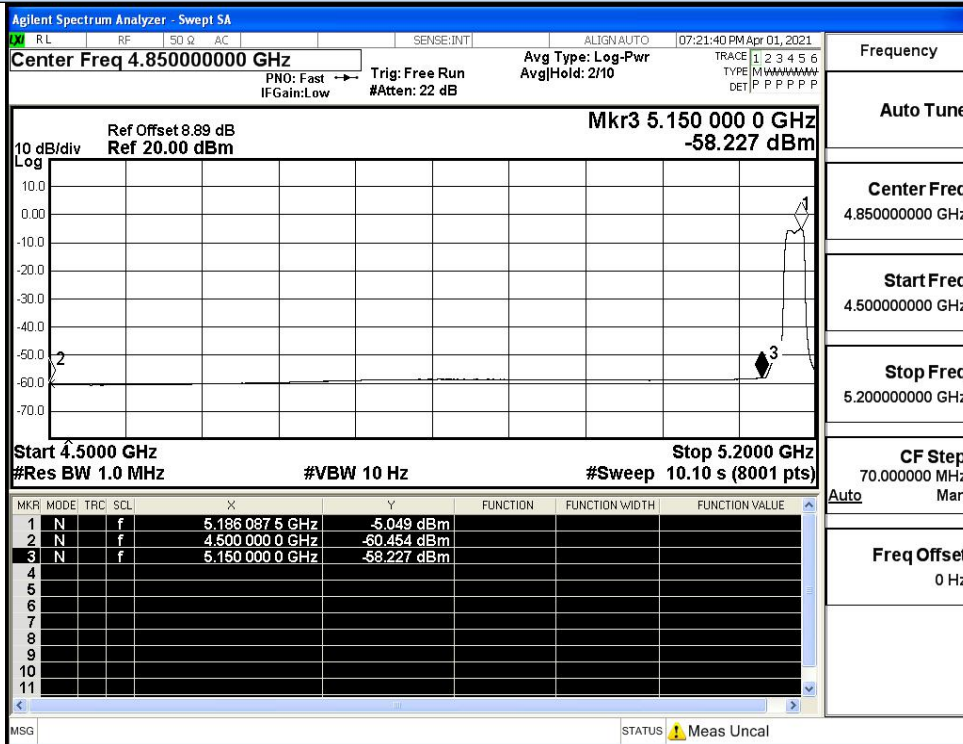 Agilent Spectrum Analyzer - Swept SA
LXI RL RF 50 Ω AC SENSE:INT ALIGNAUTO 07:21:40 PM Apr 01, 2021
Center Freq 4.850000000 GHz
PNO: Fast
IFGain:Low
Trig: Free Run
#Atten: 22 dB
Avg Type: Log-Pwr
Avg|Hold: 2/10
TRACE 1 2 3 4 5 6
TYPE M WWWWW
DET P P P P P P
Mkr3 5.150 000 0 GHz
-58.227 dBm
Ref Offset 8.89 dB
10 dB/div Ref 20.00 dBm
Log
10.0
0.00
-10.0
-20.0
-30.0
-40.0
-50.0
-60.0
-70.0
1
2
3
Start 4.5000 GHz Stop 5.2000 GHz
#Res BW 1.0 MHz #VBW 10 Hz #Sweep 10.10 s (8001 pts)
MKR MODE TRC SCL X Y FUNCTION FUNCTION WIDTH FUNCTION VALUE
1 N f 5.186 087 5 GHz -5.049 dBm
2 N f 4.500 000 0 GHz -60.454 dBm
3 N f 5.150 000 0 GHz -58.227 dBm
4
5
6
7
8
9
10
11
MSG STATUS Meas Uncal
Frequency
Auto Tune
Center Freq
4.850000000 GHz
Start Freq
4.500000000 GHz
Stop Freq
5.200000000 GHz
CF Step
70.000000 MHz
Auto Man
Freq Offset
0 Hz